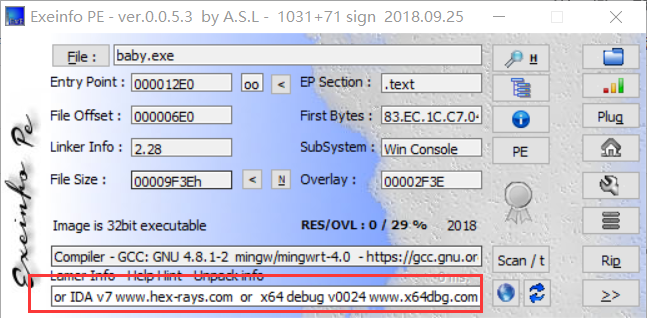 Exeinfo PE - ver.0.0.5.3 by A.S.L - 1031+71 sign 2018.09.25
File : baby.exe H
Entry Point : 000012E0 oo < EP Section : .text
File Offset : 000006E0 First Bytes : 83.EC.1C.C7.04 Plug
Linker Info : 2.28 SubSystem : Win Console PE
File Size : 00009F3Eh < N Overlay : 00002F3E
Image is 32bit executable RES/OVL : 0 / 29 % 2018
Exeinfo Pe
Compiler - GCC: GNU 4.8.1-2 mingw/mingwrt-4.0 - https://gcc.gnu.or Scan / t Rip
Lamer Info - Help Hint - Unpack info
or IDA v7 www.hex-rays.com or x64 debug v0024 www.x64dbg.com >>